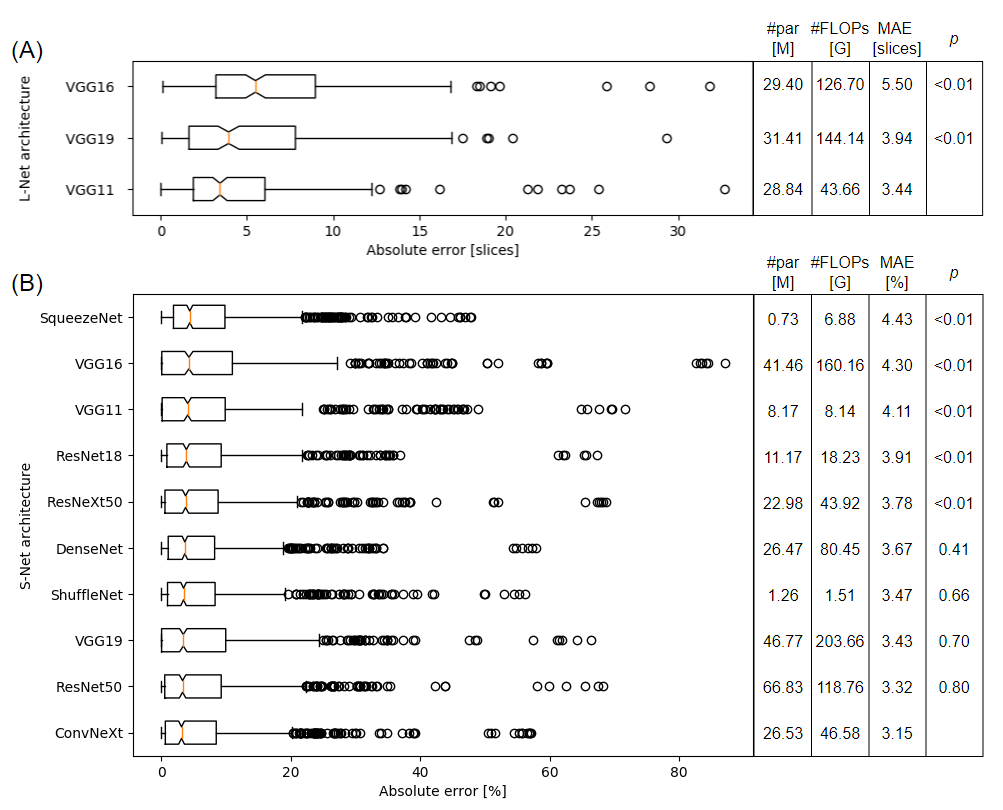 #par #FLOPs MAE p
[M] [G] [slices]
(A)
L-Net architecture
VGG16 29.40 126.70 5.50 <0.01
VGG19 31.41 144.14 3.94 <0.01
VGG11 28.84 43.66 3.44
0 5 10 15 20 25 30
Absolute error [slices]
#par #FLOPs MAE p
[M] [G] [%]
(B)
S-Net architecture
SqueezeNet 0.73 6.88 4.43 <0.01
VGG16 41.46 160.16 4.30 <0.01
VGG11 8.17 8.14 4.11 <0.01
ResNet18 11.17 18.23 3.91 <0.01
ResNeXt50 22.98 43.92 3.78 <0.01
DenseNet 26.47 80.45 3.67 0.41
ShuffleNet 1.26 1.51 3.47 0.66
VGG19 46.77 203.66 3.43 0.70
ResNet50 66.83 118.76 3.32 0.80
ConvNeXt 26.53 46.58 3.15
0 20 40 60 80
Absolute error [%]